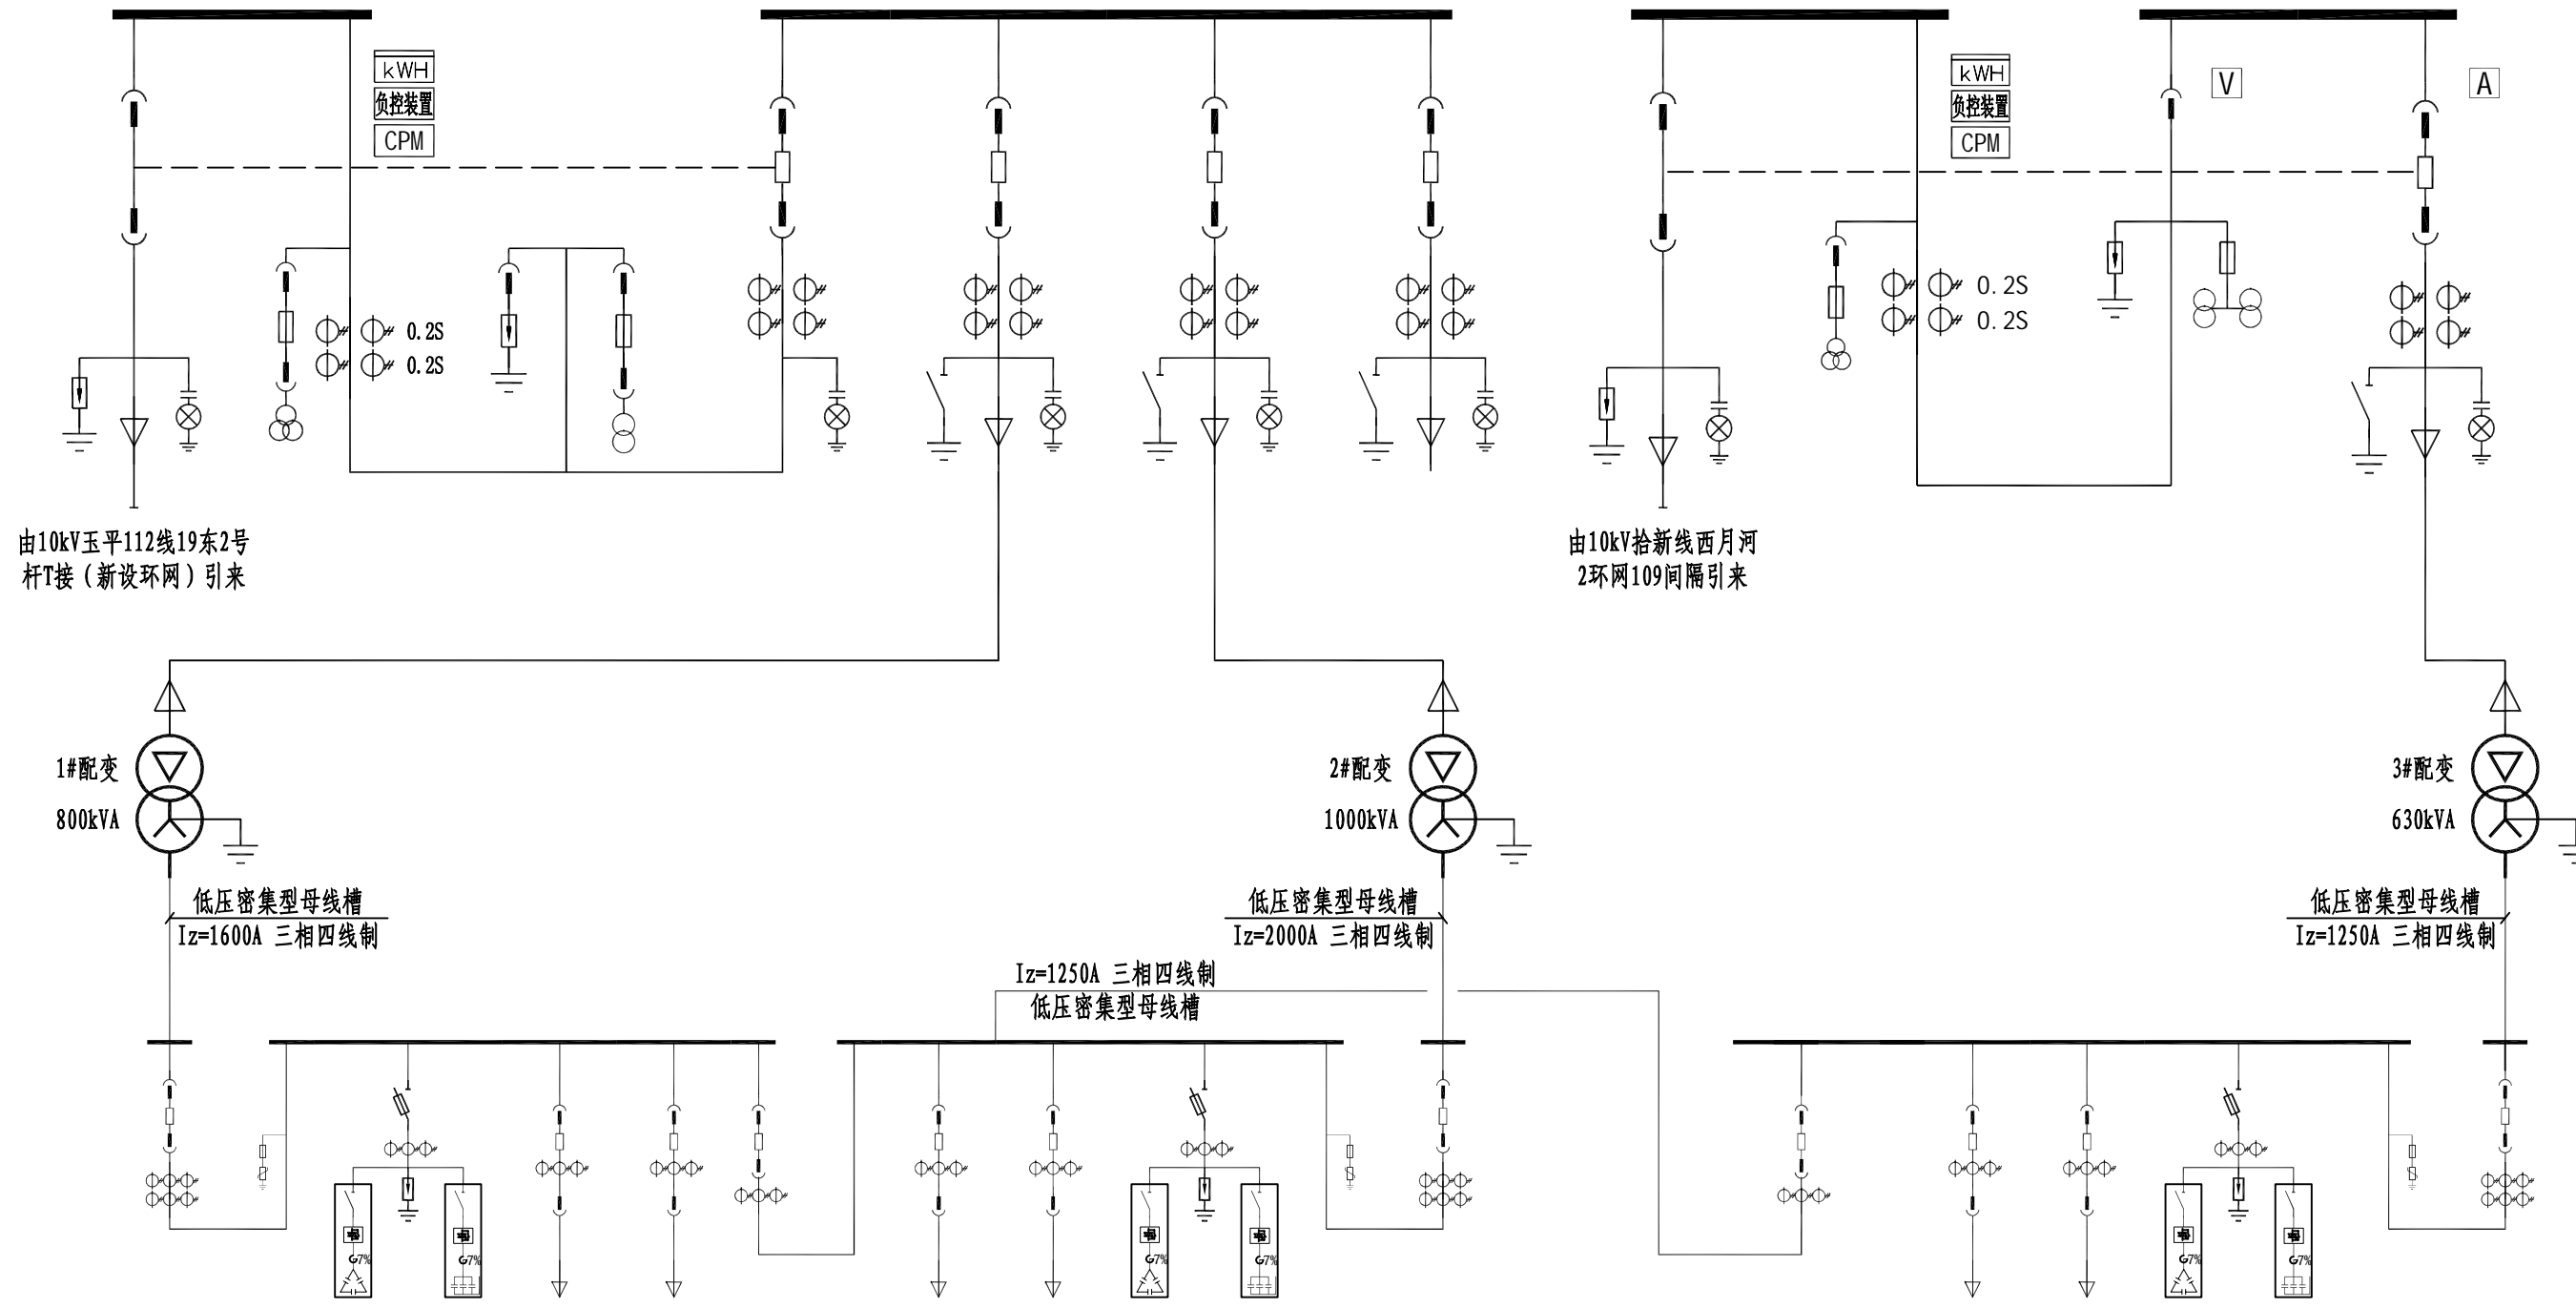 kWH
负控装置
CPM
kWH
负控装置
CPM
V
A
0.2S
0.2S
0.2S
0.2S
由10kV玉平112线19东2号
杆T接（新设环网）引来
由10kV拾新线西月河
2环网109间隔引来
1#配变
800kVA
2#配变
1000kVA
3#配变
630kVA
低压密集型母线槽
Iz=1600A 三相四线制
低压密集型母线槽
Iz=2000A 三相四线制
低压密集型母线槽
Iz=1250A 三相四线制
Iz=1250A 三相四线制
低压密集型母线槽
7%
7%
7%
7%
7%
7%